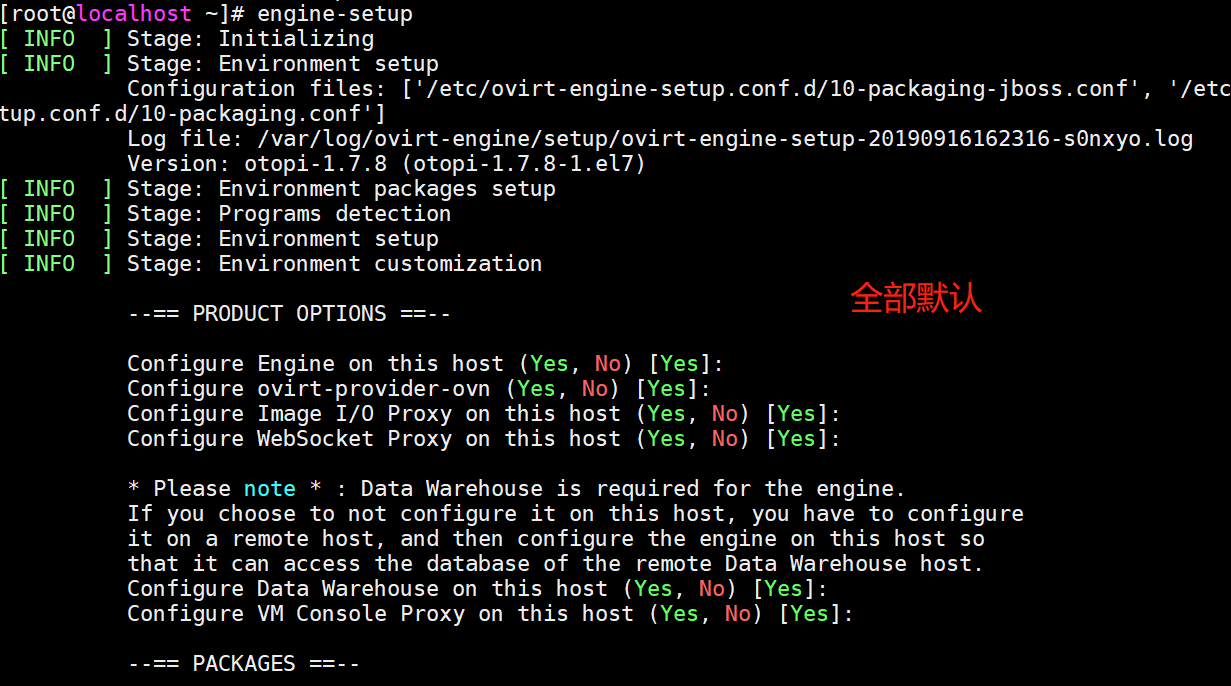 [root@localhost ~]# engine-setup
[ INFO  ] Stage: Initializing
[ INFO  ] Stage: Environment setup
Configuration files: ['/etc/ovirt-engine-setup.conf.d/10-packaging-jboss.conf', '/etc
tup.conf.d/10-packaging.conf']
Log file: /var/log/ovirt-engine/setup/ovirt-engine-setup-20190916162316-s0nxyo.log
Version: otopi-1.7.8 (otopi-1.7.8-1.el7)
[ INFO  ] Stage: Environment packages setup
[ INFO  ] Stage: Programs detection
[ INFO  ] Stage: Environment setup
[ INFO  ] Stage: Environment customization
全部默认
--== PRODUCT OPTIONS ==--
Configure Engine on this host (Yes, No) [Yes]:
Configure ovirt-provider-ovn (Yes, No) [Yes]:
Configure Image I/O Proxy on this host (Yes, No) [Yes]:
Configure WebSocket Proxy on this host (Yes, No) [Yes]:
* Please note * : Data Warehouse is required for the engine.
If you choose to not configure it on this host, you have to configure
it on a remote host, and then configure the engine on this host so
that it can access the database of the remote Data Warehouse host.
Configure Data Warehouse on this host (Yes, No) [Yes]:
Configure VM Console Proxy on this host (Yes, No) [Yes]:
--== PACKAGES ==--